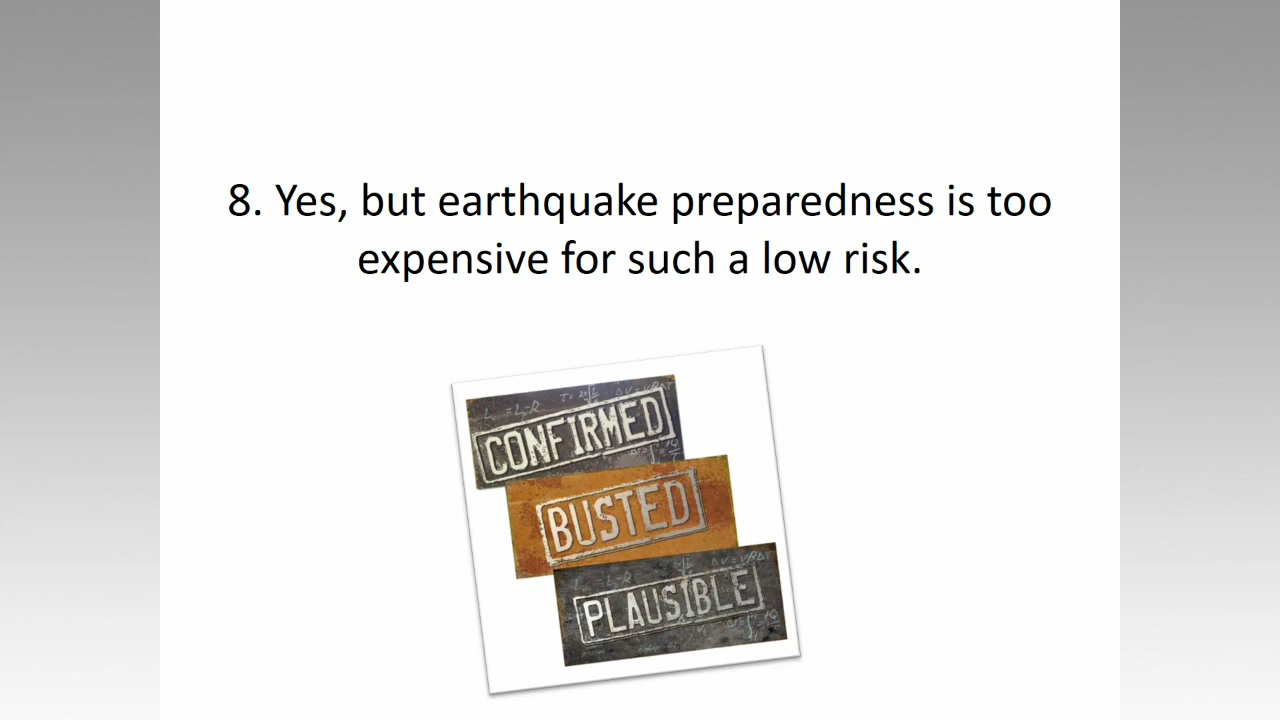 8. Yes, but earthquake preparedness is too
expensive for such a low risk.
CONFIRMED
BUSTED
PLAUSIBLE